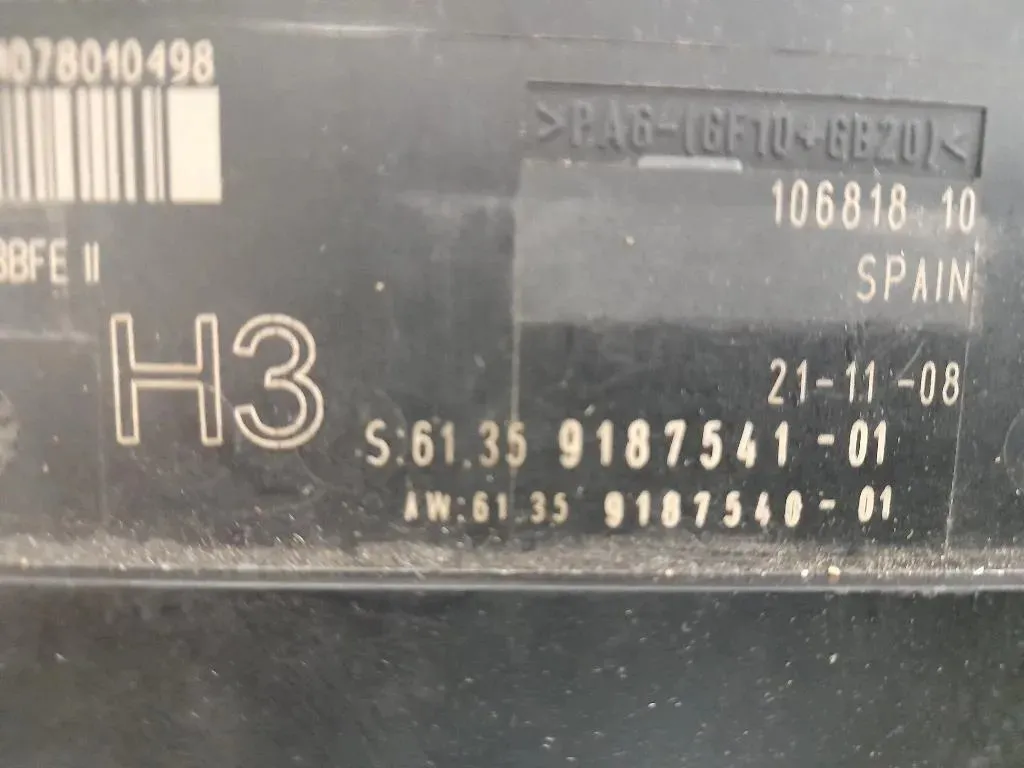 078010498
>PA6-(GF10+GB20)<
106818 10
BBFE II
SPAIN
H3
21-11-08
S:61.35 9187541-01
AW:61.35 9187540-01